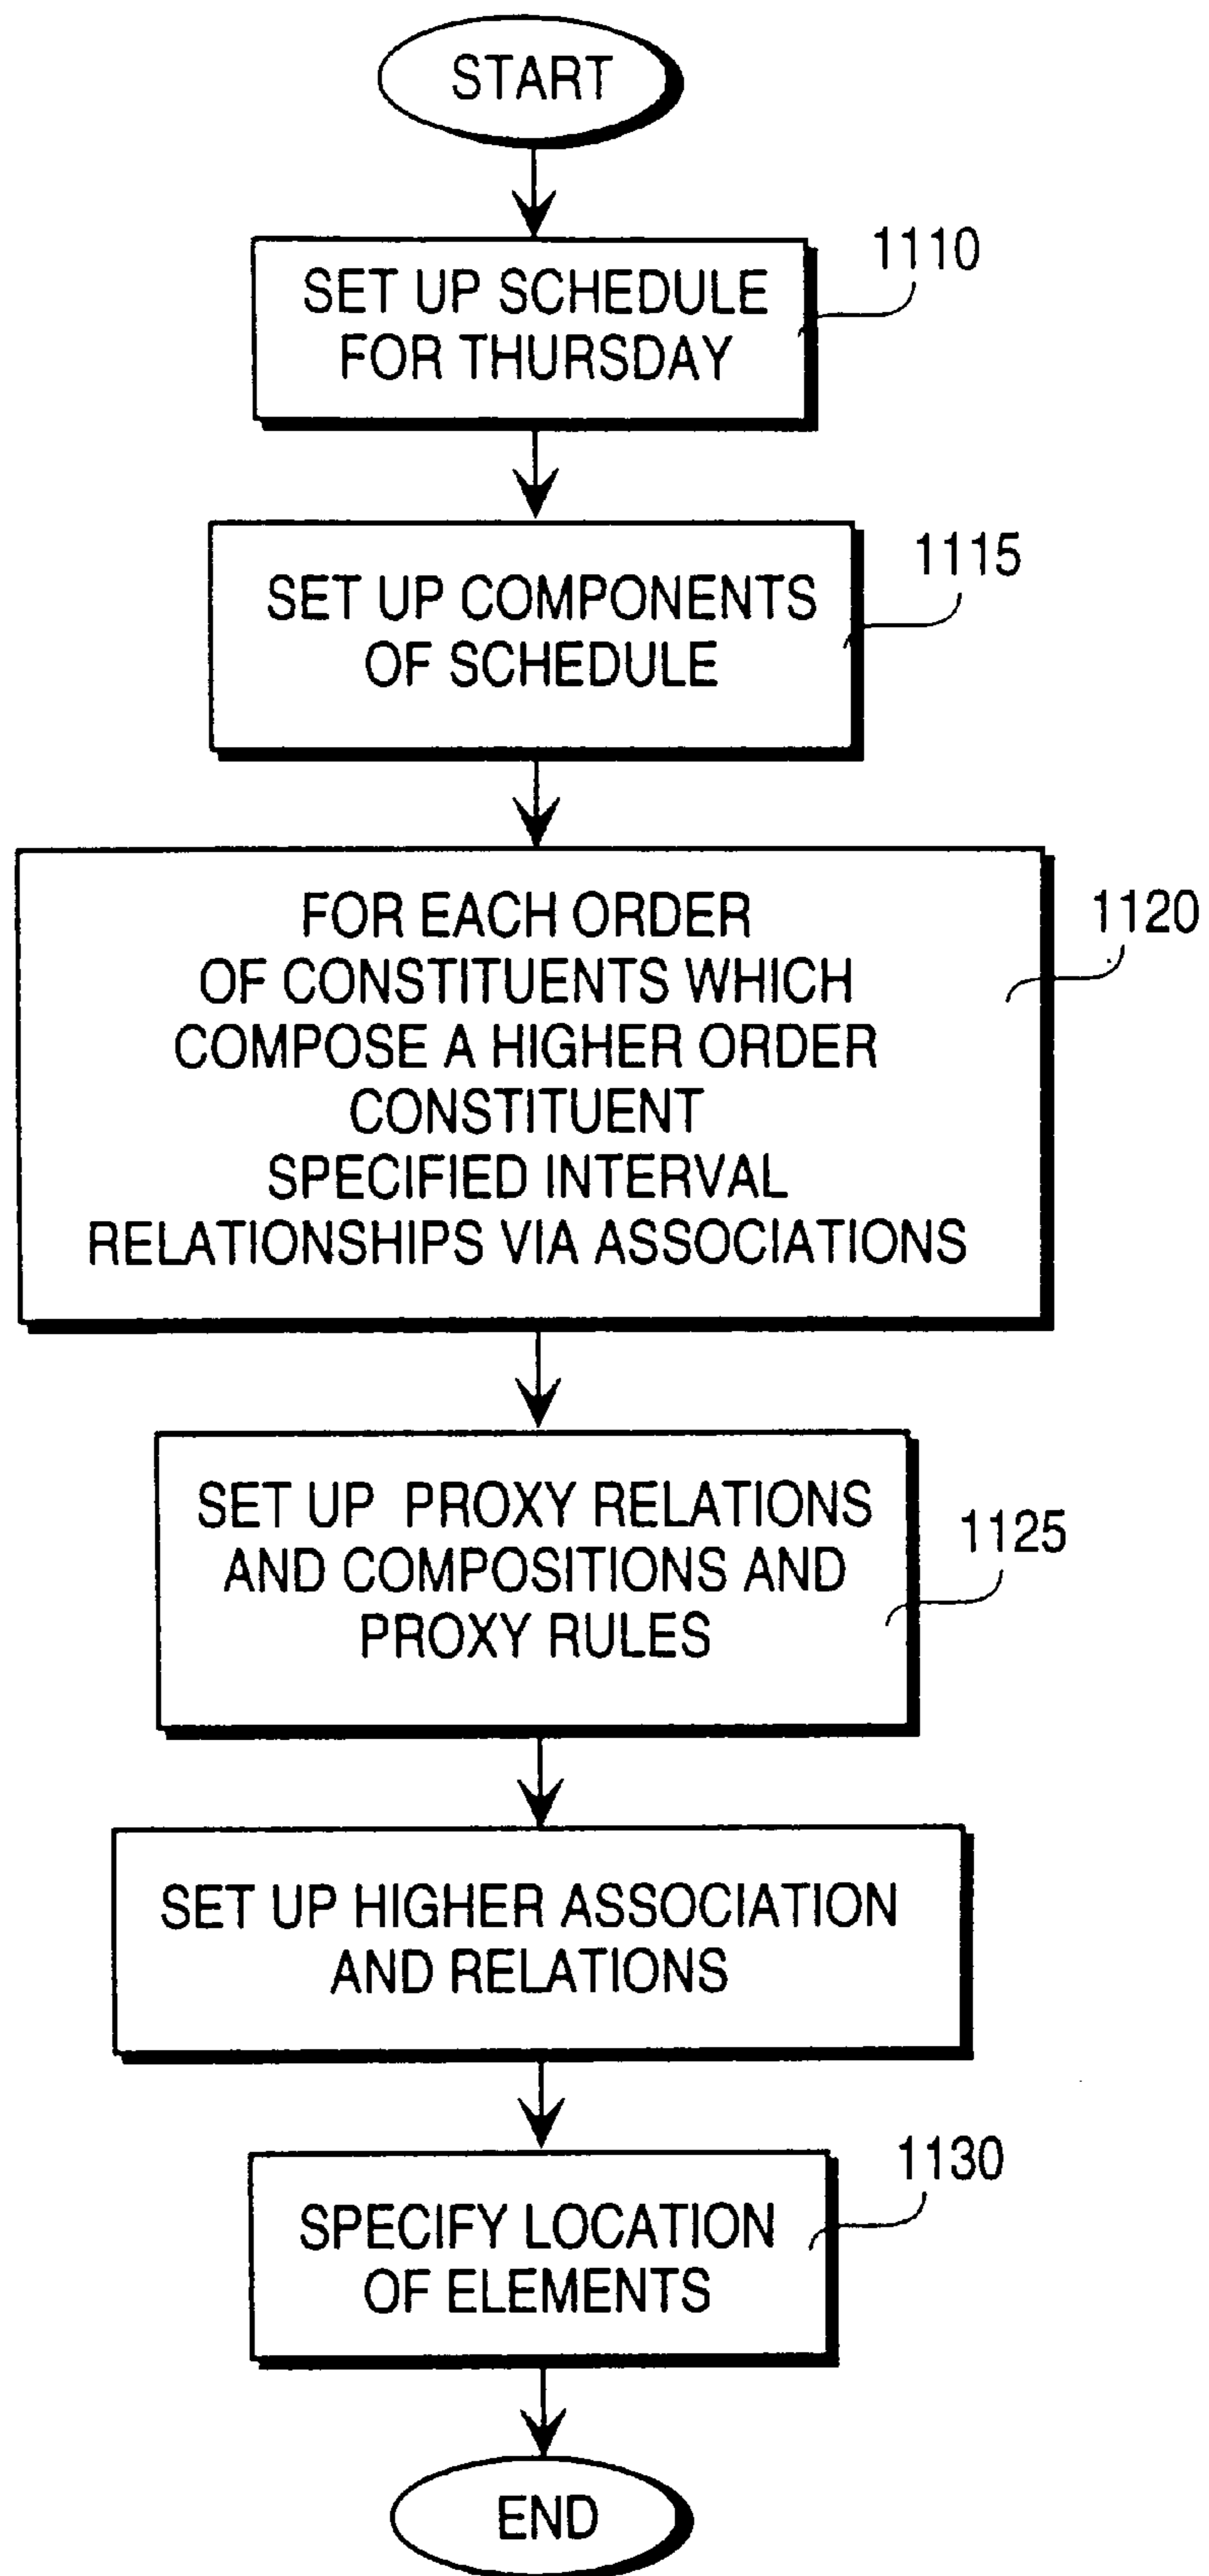 START
SET UP SCHEDULE
FOR THURSDAY
1110
SET UP COMPONENTS
OF SCHEDULE
1115
FOR EACH ORDER
OF CONSTITUENTS WHICH
COMPOSE A HIGHER ORDER
CONSTITUENT
SPECIFIED INTERVAL
RELATIONSHIPS VIA ASSOCIATIONS
1120
SET UP PROXY RELATIONS
AND COMPOSITIONS AND
PROXY RULES
1125
SET UP HIGHER ASSOCIATION
AND RELATIONS
SPECIFY LOCATION
OF ELEMENTS
1130
END